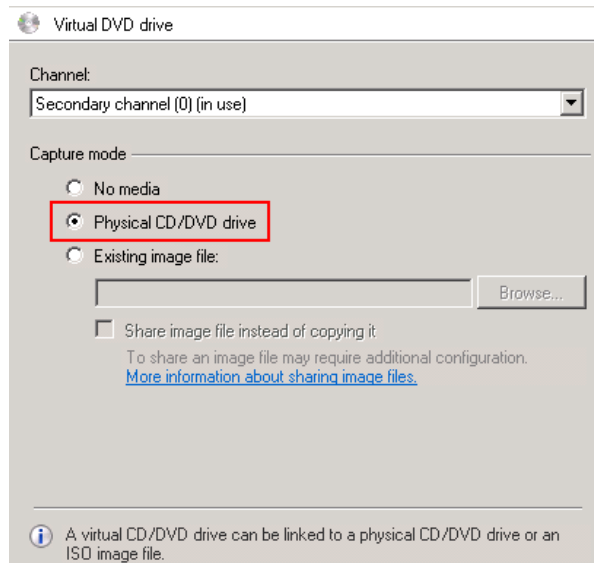 Virtual DVD drive
Channel:
Secondary channel (0) (in use)
Capture mode
No media
Physical CD/DVD drive
Existing image file:
Browse...
Share image file instead of copying it
To share an image file may require additional configuration.
More information about sharing image files.
A virtual CD/DVD drive can be linked to a physical CD/DVD drive or an
ISO image file.